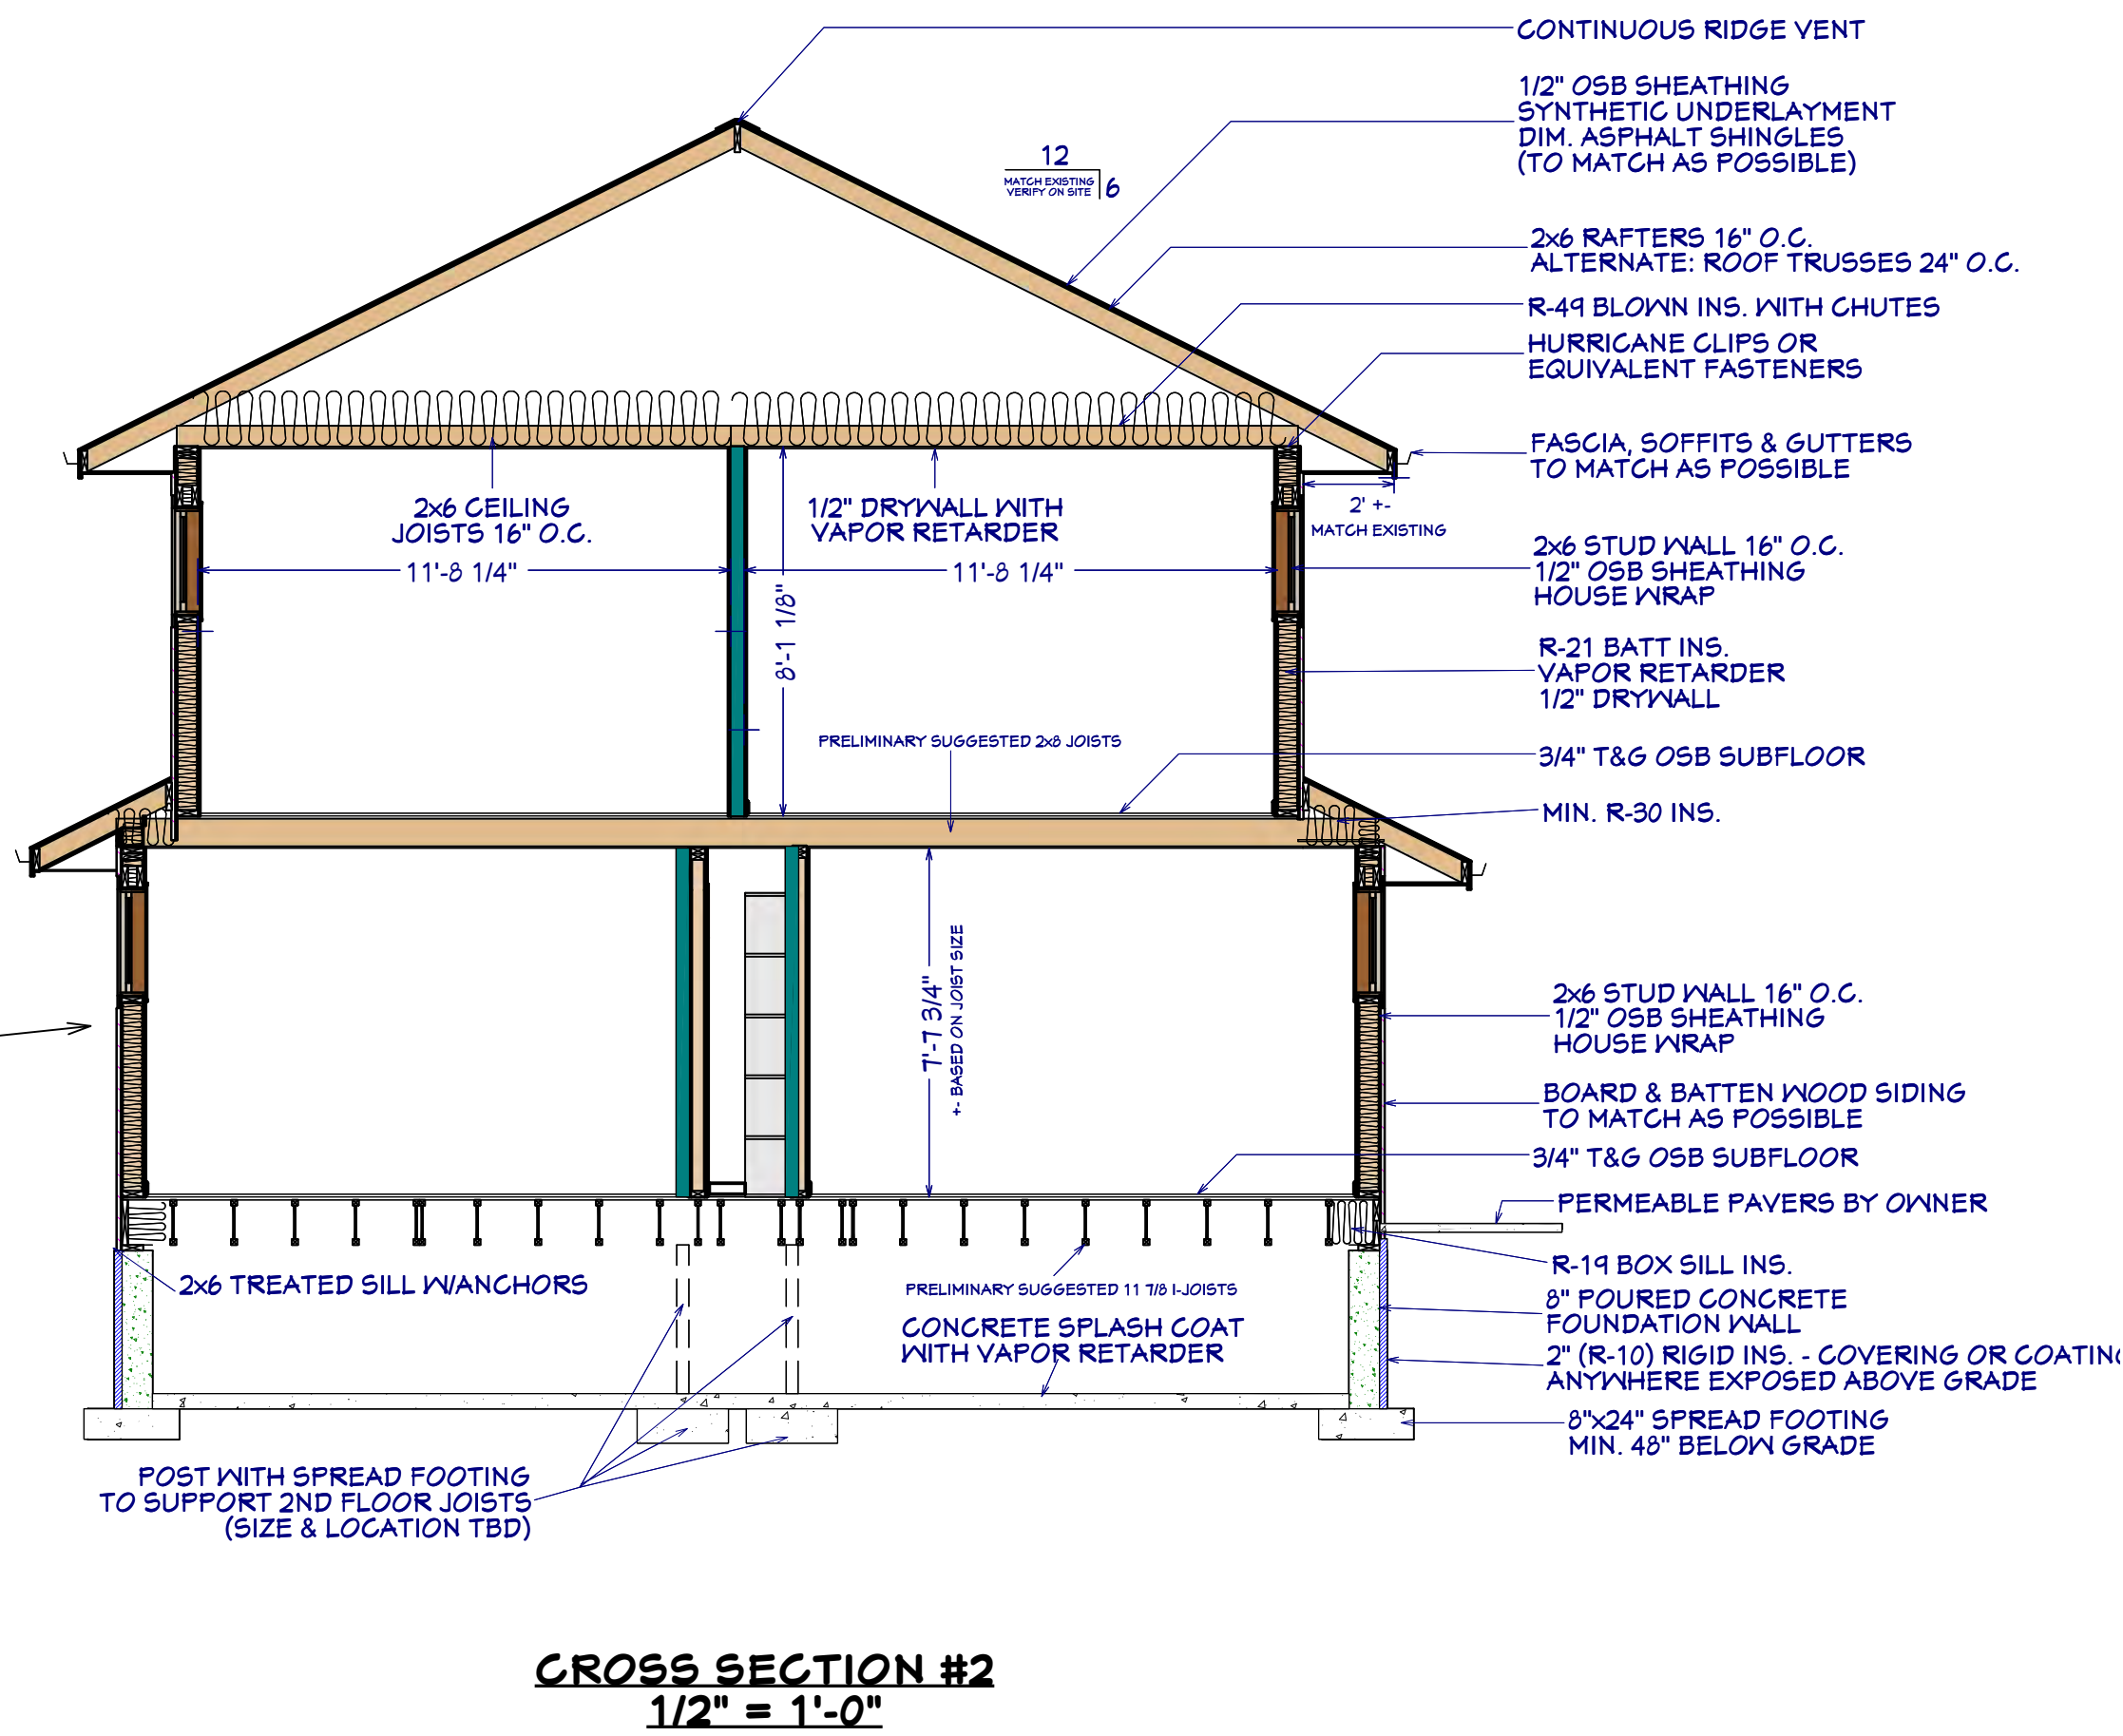 CONTINUOUS RIDGE VENT
1/2" OSB SHEATHING
SYNTHETIC UNDERLAYMENT
DIM. ASPHALT SHINGLES
(TO MATCH AS POSSIBLE)
12
MATCH EXISTING
VERIFY ON SITE
6
2x6 RAFTERS 16" O.C.
ALTERNATE: ROOF TRUSSES 24" O.C.
R-49 BLOWN INS. WITH CHUTES
HURRICANE CLIPS OR
EQUIVALENT FASTENERS
FASCIA, SOFFITS & GUTTERS
TO MATCH AS POSSIBLE
2x6 CEILING
JOISTS 16" O.C.
1/2" DRYWALL WITH
VAPOR RETARDER
2' +-
MATCH EXISTING
11'-8 1/4"
11'-8 1/4"
8'-1 1/8"
2x6 STUD WALL 16" O.C.
1/2" OSB SHEATHING
HOUSE WRAP
R-21 BATT INS.
VAPOR RETARDER
1/2" DRYWALL
PRELIMINARY SUGGESTED 2x8 JOISTS
3/4" T&G OSB SUBFLOOR
MIN. R-30 INS.
7'-7 3/4"
+- BASED ON JOIST SIZE
2x6 STUD WALL 16" O.C.
1/2" OSB SHEATHING
HOUSE WRAP
BOARD & BATTEN WOOD SIDING
TO MATCH AS POSSIBLE
3/4" T&G OSB SUBFLOOR
PERMEABLE PAVERS BY OWNER
R-19 BOX SILL INS.
2x6 TREATED SILL W/ANCHORS
PRELIMINARY SUGGESTED 11 7/8 I-JOISTS
8" POURED CONCRETE
FOUNDATION WALL
CONCRETE SPLASH COAT
WITH VAPOR RETARDER
2" (R-10) RIGID INS. - COVERING OR COATING
ANYWHERE EXPOSED ABOVE GRADE
8"x24" SPREAD FOOTING
MIN. 48" BELOW GRADE
POST WITH SPREAD FOOTING
TO SUPPORT 2ND FLOOR JOISTS
(SIZE & LOCATION TBD)
CROSS SECTION #2
1/2" = 1'-0"